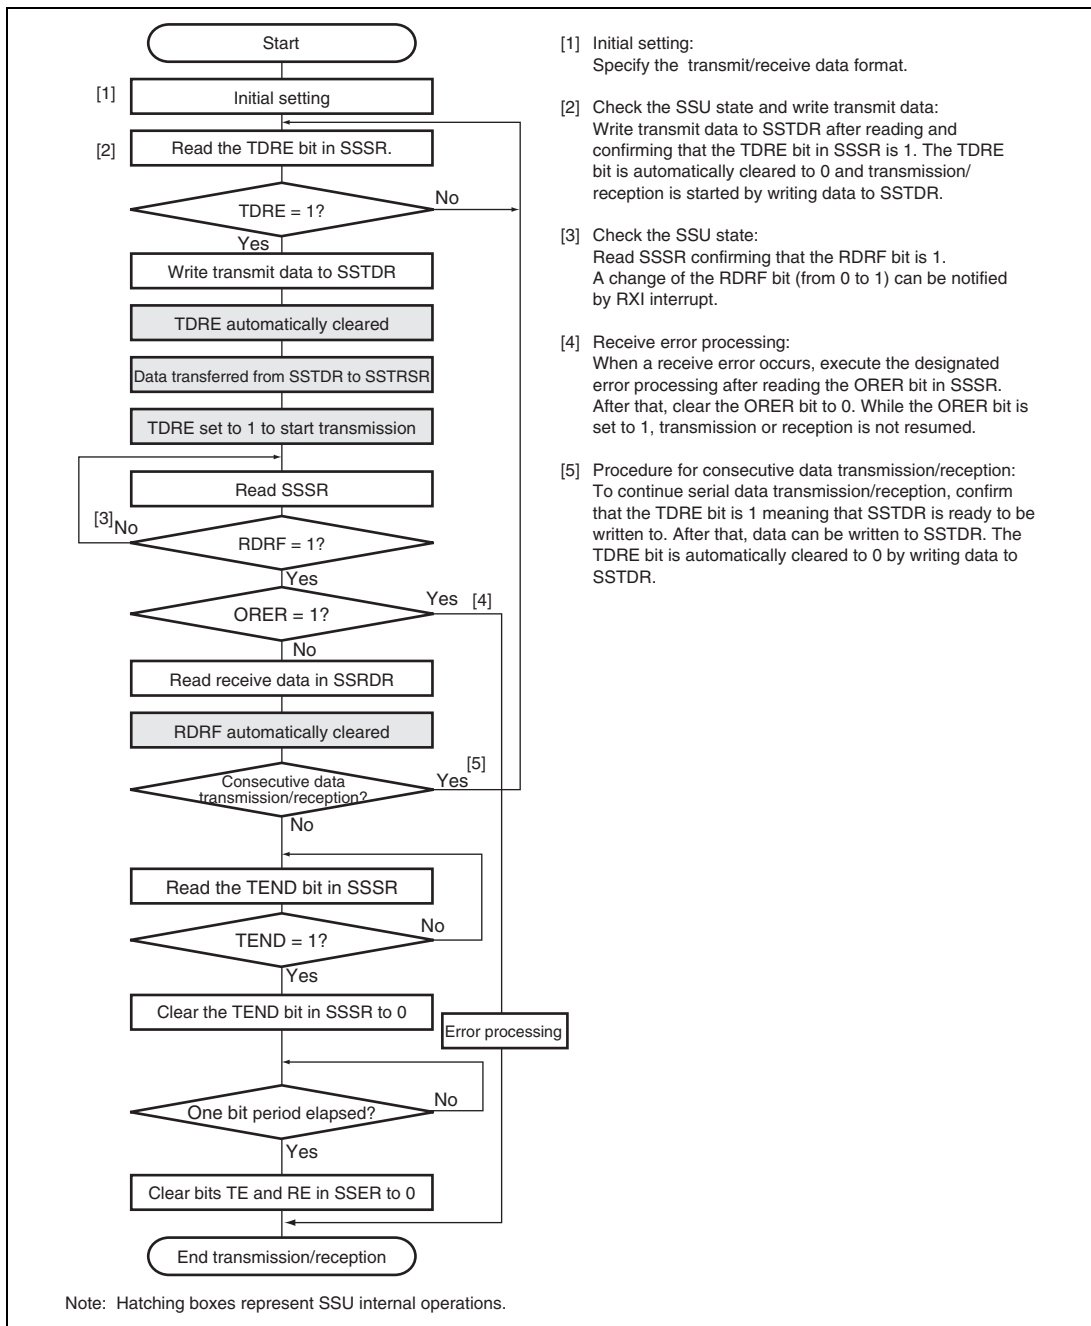 Start
[1] Initial setting
[2] Read the TDRE bit in SSSR.
TDRE = 1?
No
Yes
Write transmit data to SSTDR
TDRE automatically cleared
Data transferred from SSTDR to SSTRSR
TDRE set to 1 to start transmission
Read SSSR
[3] No
RDRF = 1?
Yes
ORER = 1?
Yes [4]
No
Read receive data in SSRDR
RDRF automatically cleared
[5]
Consecutive data
transmission/reception?
Yes
No
Read the TEND bit in SSSR
TEND = 1?
No
Yes
Clear the TEND bit in SSSR to 0
Error processing
One bit period elapsed?
No
Yes
Clear bits TE and RE in SSER to 0
End transmission/reception
[1] Initial setting:
Specify the transmit/receive data format.
[2] Check the SSU state and write transmit data:
Write transmit data to SSTDR after reading and
confirming that the TDRE bit in SSSR is 1. The TDRE
bit is automatically cleared to 0 and transmission/
reception is started by writing data to SSTDR.
[3] Check the SSU state:
Read SSSR confirming that the RDRF bit is 1.
A change of the RDRF bit (from 0 to 1) can be notified
by RXI interrupt.
[4] Receive error processing:
When a receive error occurs, execute the designated
error processing after reading the ORER bit in SSSR.
After that, clear the ORER bit to 0. While the ORER bit is
set to 1, transmission or reception is not resumed.
[5] Procedure for consecutive data transmission/reception:
To continue serial data transmission/reception, confirm
that the TDRE bit is 1 meaning that SSTDR is ready to be
written to. After that, data can be written to SSTDR. The
TDRE bit is automatically cleared to 0 by writing data to
SSTDR.
Note: Hatching boxes represent SSU internal operations.